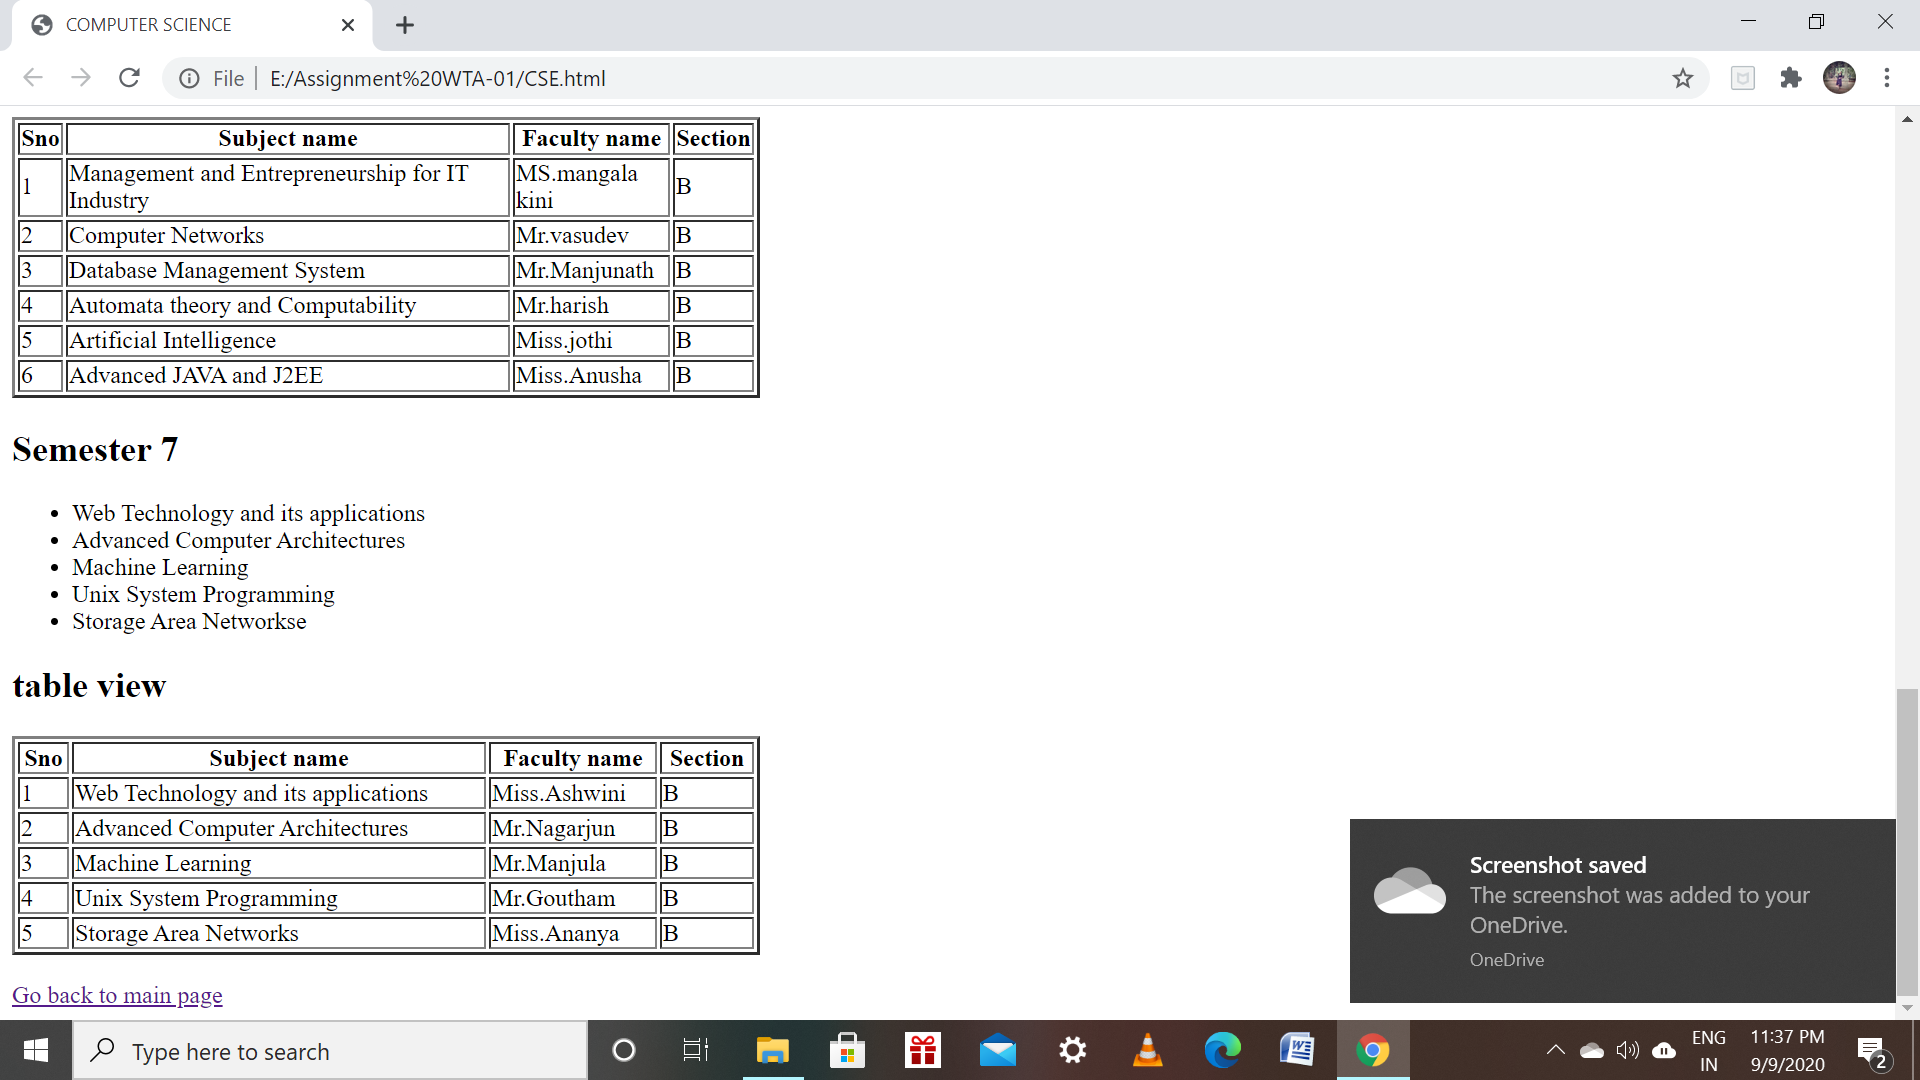 COMPUTER SCIENCE
File | E:/Assignment%20WTA-01/CSE.html
Sno Subject name Faculty name Section
1 Management and Entrepreneurship for IT Industry MS.mangala kini B
2 Computer Networks Mr.vasudev B
3 Database Management System Mr.Manjunath B
4 Automata theory and Computability Mr.harish B
5 Artificial Intelligence Miss.jothi B
6 Advanced JAVA and J2EE Miss.Anusha B
Semester 7
• Web Technology and its applications
• Advanced Computer Architectures
• Machine Learning
• Unix System Programming
• Storage Area Networkse
table view
Sno Subject name Faculty name Section
1 Web Technology and its applications Miss.Ashwini B
2 Advanced Computer Architectures Mr.Nagarjun B
3 Machine Learning Mr.Manjula B
4 Unix System Programming Mr.Goutham B
5 Storage Area Networks Miss.Ananya B
Go back to main page
Screenshot saved
The screenshot was added to your
OneDrive.
OneDrive
Type here to search
ENG
IN
11:37 PM
9/9/2020
2